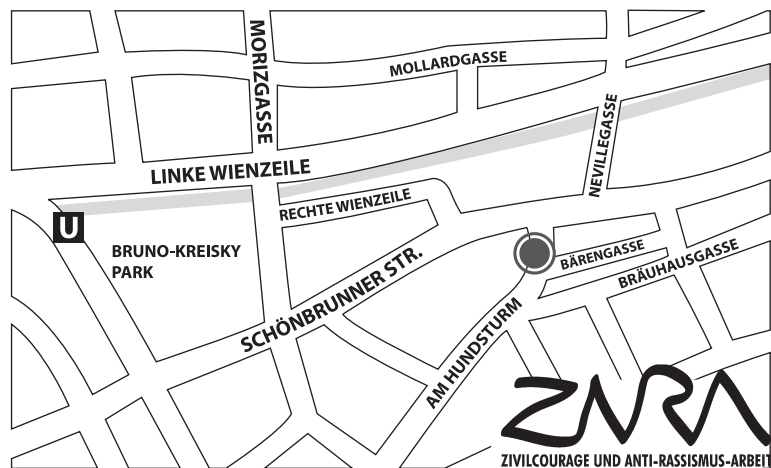 MORIZGASSE
MOLLARDGASSE
NEVILLEGASSE
LINKE WIENZEILE
RECHTE WIENZEILE
U
BRUNO-KREISKY
PARK
SCHÖNBRUNNER STR.
BÄRENGASSE
BRÄUHAUSGASSE
AM HUNDSTURM
ZARA
ZIVILCOURAGE UND ANTI-RASSISMUS-ARBEIT